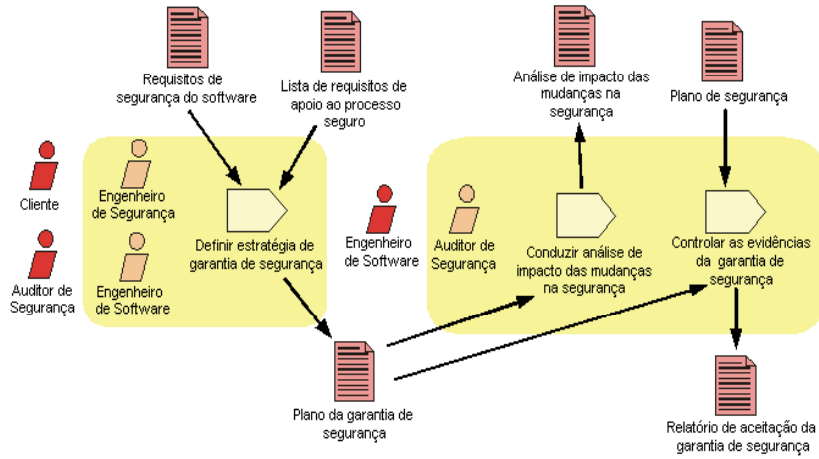 Requisitos de
segurança do software
Lista de requisitos de
apoio ao processo
seguro
Análise de impacto das
mudanças na
segurança
Plano de segurança
Cliente
Engenheiro
de Segurança
Auditor de
Segurança
Engenheiro
de Software
Definir estratégia de
garantia de segurança
Engenheiro
de Software
Auditor de
Segurança
Conduzir análise de
impacto das mudanças
na segurança
Controlar as evidências
da garantia de
segurança
Plano da garantia de
segurança
Relatório de aceitação da
garantia de segurança